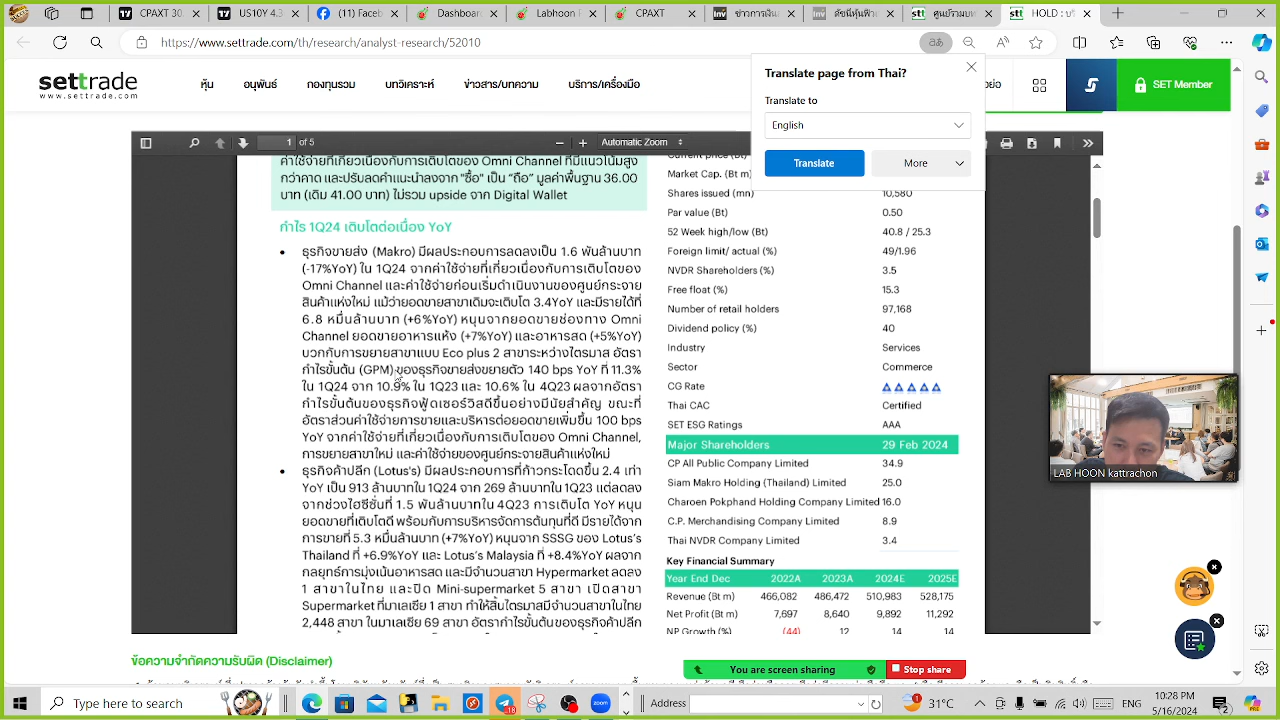 CPAXT 30
US10Y 4.3
(11) Faceb
Dashboard
Labhoon I
CPAXT
ข่าวการเงิน
ดัชนีหุ้นฟิว
ศูนย์รวมบท
HOLD : บา
https://www.settrade.com/th/research/analyst-research/52010
settrade
www.settrade.com
หุ้น
อนุพันธ์
กองทุนรวม
บทวิเคราะห์
ข่าวสาร/บทความ
บริการ/เครื่องมือ
SET Member
Translate page from Thai?
Translate to
English
Translate
More
1 of 5
Automatic Zoom
ค่าใช้จ่ายที่เกี่ยวเนื่องกับการเติบโตของ Omni Channel ที่มีแนวโน้มสูง
กว่าคาด และปรับลดคำแนะนำลงจาก "ซื้อ" เป็น "ถือ" มูลค่าพื้นฐาน 36.00
บาท (เดิม 41.00 บาท) ไม่รวม upside จาก Digital Wallet
กำไร 1Q24 เติบโตต่อเนื่อง YoY
• ธุรกิจขายส่ง (Makro) มีผลประกอบการลดลงเป็น 1.6 พันล้านบาท
(-17%YoY) ใน 1Q24 จากค่าใช้จ่ายที่เกี่ยวเนื่องกับการเติบโตของ
Omni Channel และค่าใช้จ่ายก่อนเริ่มดำเนินงานของศูนย์กระจาย
สินค้าแห่งใหม่ แม้ว่ายอดขายสาขาเดิมจะเติบโต 3.4YoY และมีรายได้ที่
6.8 หมื่นล้านบาท (+6%YoY) หนุนจากยอดขายช่องทาง Omni
Channel ยอดขายอาหารแห้ง (+7%YoY) และอาหารสด (+5%YoY)
บวกกับการขยายสาขาแบบ Eco plus 2 สาขาระหว่างไตรมาส อัตรา
กำไรขั้นต้น (GPM)ของธุรกิจขายส่งขยายตัว 140 bps YoY ที่ 11.3%
ใน 1Q24 จาก 10.9% ใน 1Q23 และ 10.6% ใน 4Q23 ผลจากอัตรา
กำไรขั้นต้นของธุรกิจฟู้ดเซอร์วิสดีขึ้นอย่างมีนัยสำคัญ ขณะที่
อัตราส่วนค่าใช้จ่ายการขายและบริหารต่อยอดขายเพิ่มขึ้น 100 bps
YoY จากค่าใช้จ่ายที่เกี่ยวเนื่องกับการเติบโตของ Omni Channel,
การขยายสาขาใหม่ และค่าใช้จ่ายของศูนย์กระจายสินค้าแห่งใหม่
• ธุรกิจค้าปลีก (Lotus's) มีผลประกอบการที่ก้าวกระโดดขึ้น 2.4 เท่า
YoY เป็น 914 ล้านบาทใน 1Q24 จาก 269 ล้านบาทใน 1Q23 แต่ลดลง
จากช่วงไฮซีซั่นที่ 1.5 พันล้านบาทใน 4Q23 การเติบโต YoY หนุน
ยอดขายที่เติบโตดี พร้อมกับการบริหารจัดการต้นทุนที่ดี มีรายได้จาก
การขายที่ 5.3 หมื่นล้านบาท (+7%YoY) หนุนจาก SSSG ของ Lotus's
Thailand ที่ +6.9%YoY และ Lotus's Malaysia ที่ +8.4%YoY ผลจาก
กลยุทธ์การมุ่งเน้นอาหารสด และมีจำนวนสาขา Hypermarket ลดลง
1 สาขาในไทย และปิด Mini-supermarket 5 สาขา เปิดสาขา
Supermarket ที่มาเลเซีย 1 สาขา ทำให้สิ้นไตรมาสมีจำนวนสาขาในไทย
2,448 สาขา ในมาเลเซีย 69 สาขา อัตรากำไรขั้นต้นของธุรกิจค้าปลีก
Current price (Bt)
Market Cap. (Bt m)
Shares issued (mn) 10,580
Par value (Bt) 0.50
52 Week high/low (Bt) 40.8 / 25.3
Foreign limit/ actual (%) 49/1.96
NVDR Shareholders (%) 3.5
Free float (%) 15.3
Number of retail holders 97,168
Dividend policy (%) 40
Industry Services
Sector Commerce
CG Rate
Thai CAC Certified
SET ESG Ratings AAA
Major Shareholders 29 Feb 2024
CP All Public Company Limited 34.9
Siam Makro Holding (Thailand) Limited 25.0
Charoen Pokphand Holding Company Limited 16.0
C.P. Merchandising Company Limited 8.9
Thai NVDR Company Limited 3.4
Key Financial Summary
Year End Dec 2022A 2023A 2024E 2025E
Revenue (Bt m) 466,082 486,472 510,983 528,175
Net Profit (Bt m) 7,697 8,640 9,892 11,292
NP Growth (%) (44) 12 14 14
LAB HOON kattrachon
ข้อความจำกัดความรับผิด (Disclaimer)
You are screen sharing
Stop share
Type here to search
18
zoom
Address
1
31°C
ENG
10:28 PM
5/16/2024
2